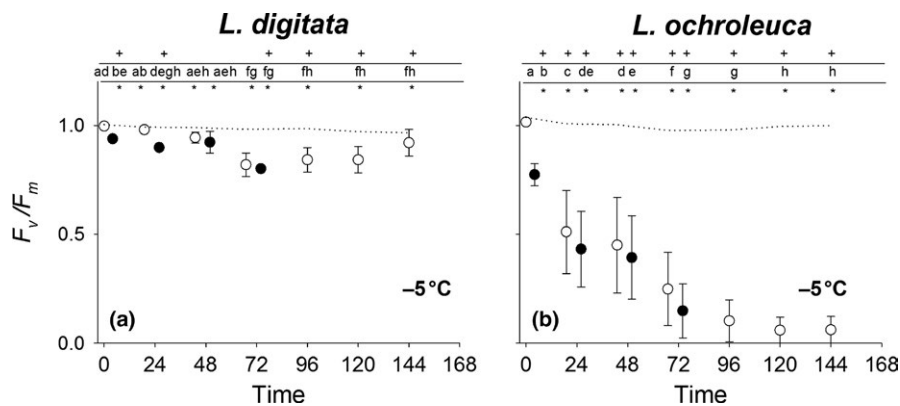 L. digitata
L. ochroleuca
+ + + + + +
ad be ab degh aeh aeh fg fg fh fh fh
* * * * * * * * * *
+ + + + + + + + + + +
a b c de d e f g g h h
* * * * * * * * * *
1.0
0.5
0.0
Fv/Fm
(a)
–5 °C
(b)
–5 °C
0 24 48 72 96 120 144 168
0 24 48 72 96 120 144 168
Time
Time